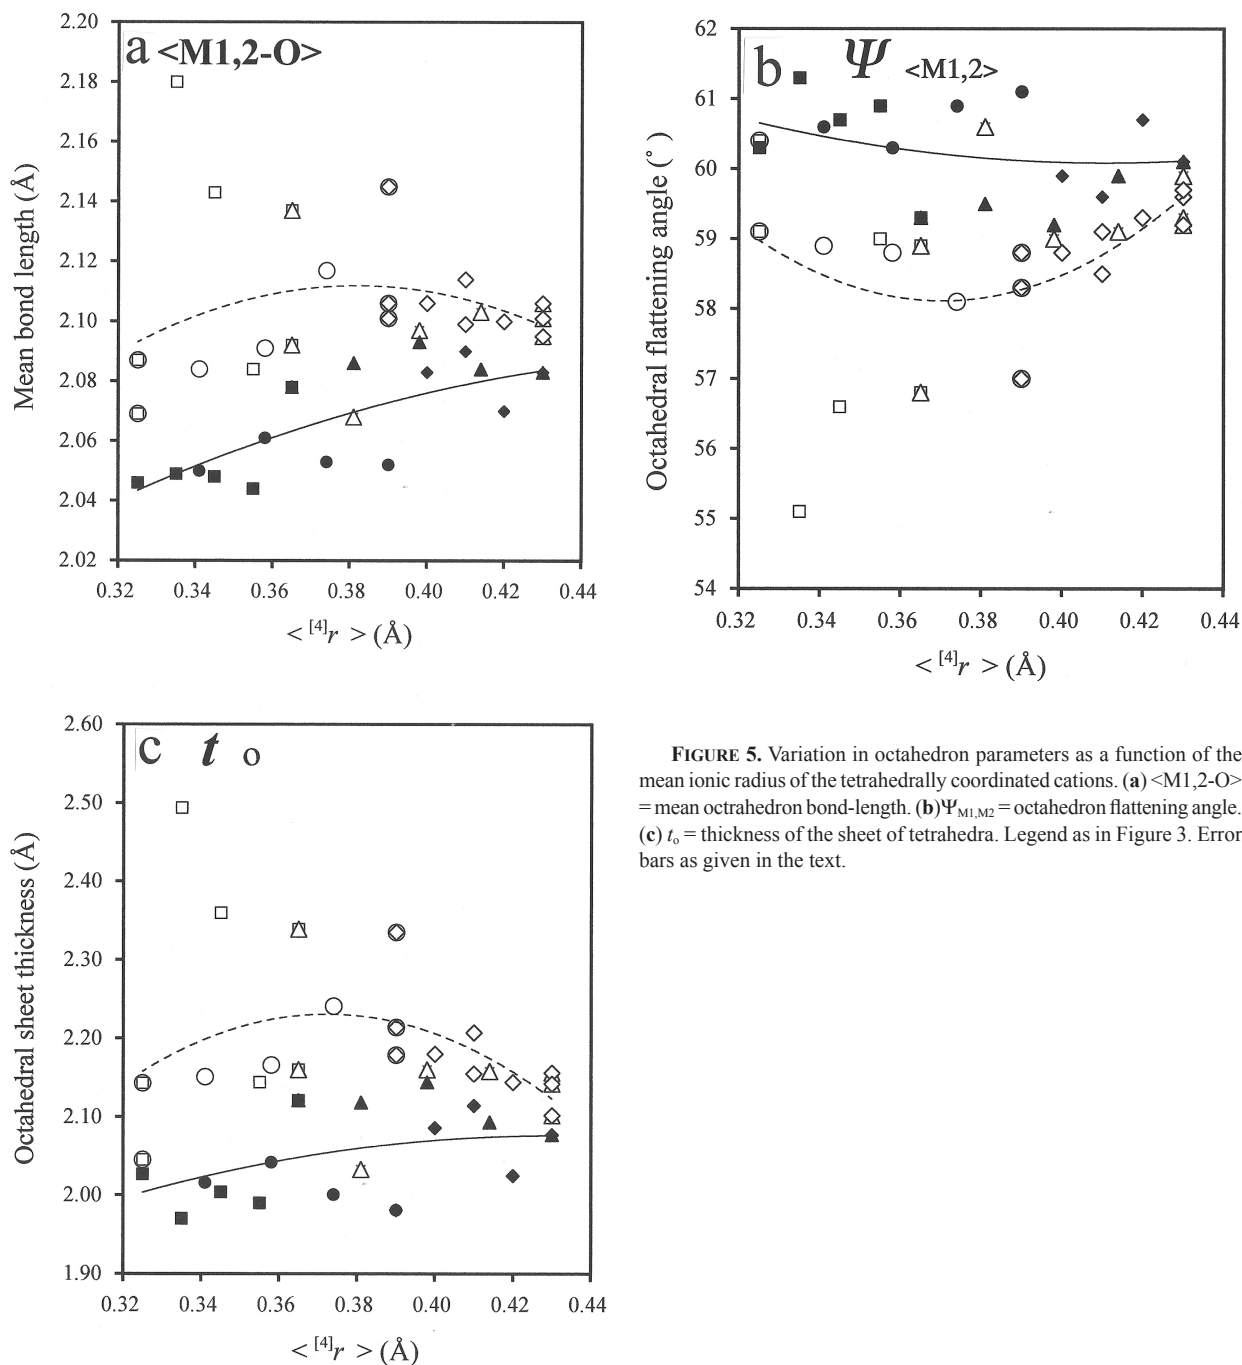 a <M1,2-O>
2.20
2.18
2.16
2.14
2.12
2.10
2.08
2.06
2.04
2.02
Mean bond length (Å)
0.32 0.34 0.36 0.38 0.40 0.42 0.44
< [4]r > (Å)
b Ψ <M1,2>
62
61
60
59
58
57
56
55
54
Octahedral flattening angle (°)
0.32 0.34 0.36 0.38 0.40 0.42 0.44
< [4]r > (Å)
c t o
2.60
2.50
2.40
2.30
2.20
2.10
2.00
1.90
Octahedral sheet thickness (Å)
0.32 0.34 0.36 0.38 0.40 0.42 0.44
< [4]r > (Å)
FIGURE 5. Variation in octahedron parameters as a function of the
mean ionic radius of the tetrahedrally coordinated cations. (a) <M1,2-O>
= mean octrahedron bond-length. (b)ΨM1,M2 = octahedron flattening angle.
(c) to = thickness of the sheet of tetrahedra. Legend as in Figure 3. Error
bars as given in the text.